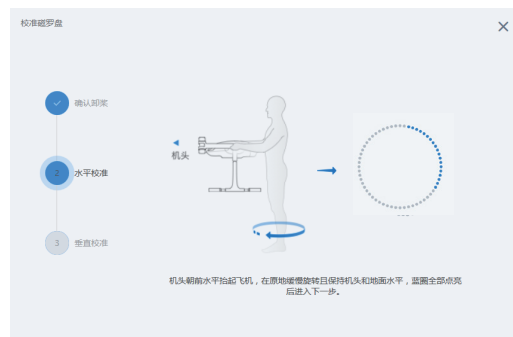 校准磁罗盘
确认卸桨
2 水平校准
机头
3 垂直校准
机头朝前水平抬起飞机，在原地缓慢旋转且保持机头和地面水平，蓝圈全部点亮
后进入下一步。